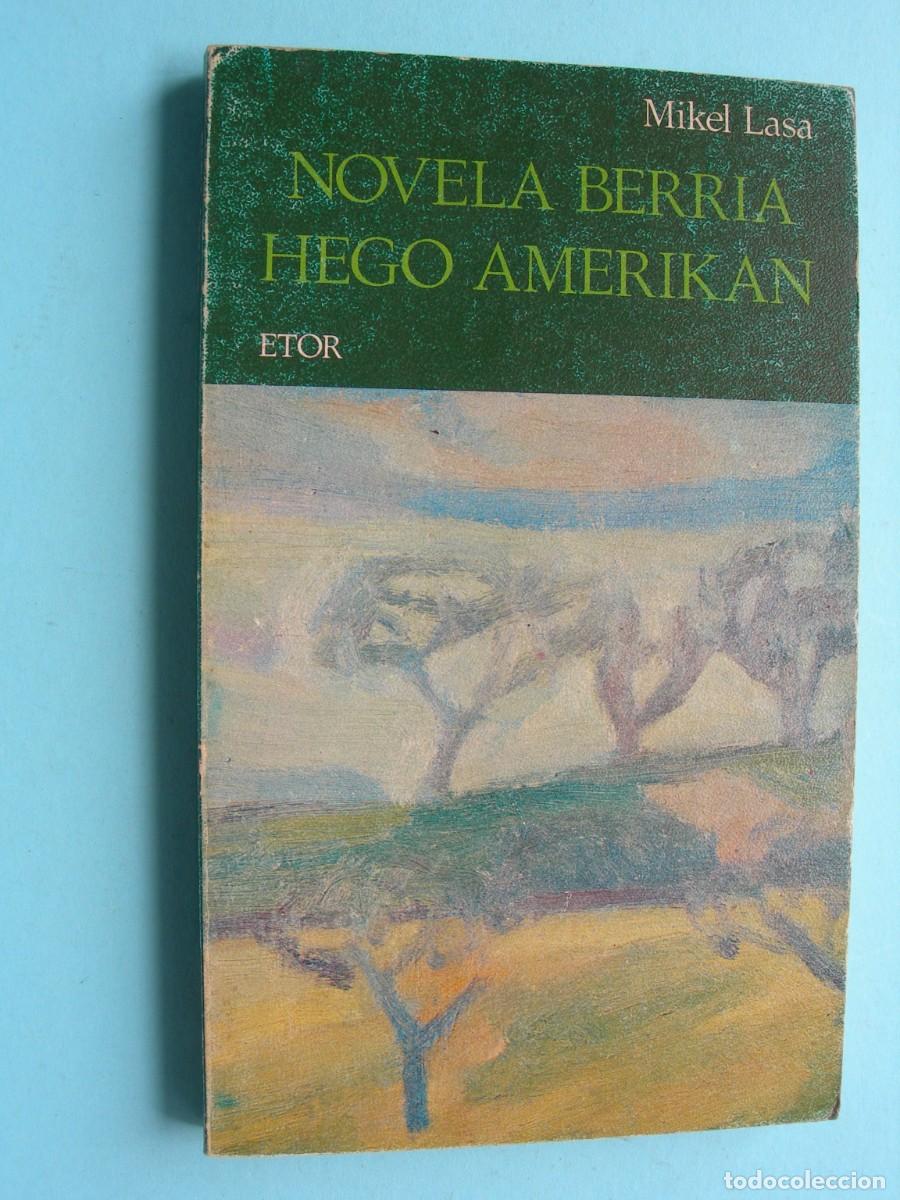 Mikel Lasa
NOVELA BERRIA
HEGO AMERIKAN
ETOR
todocoleccion